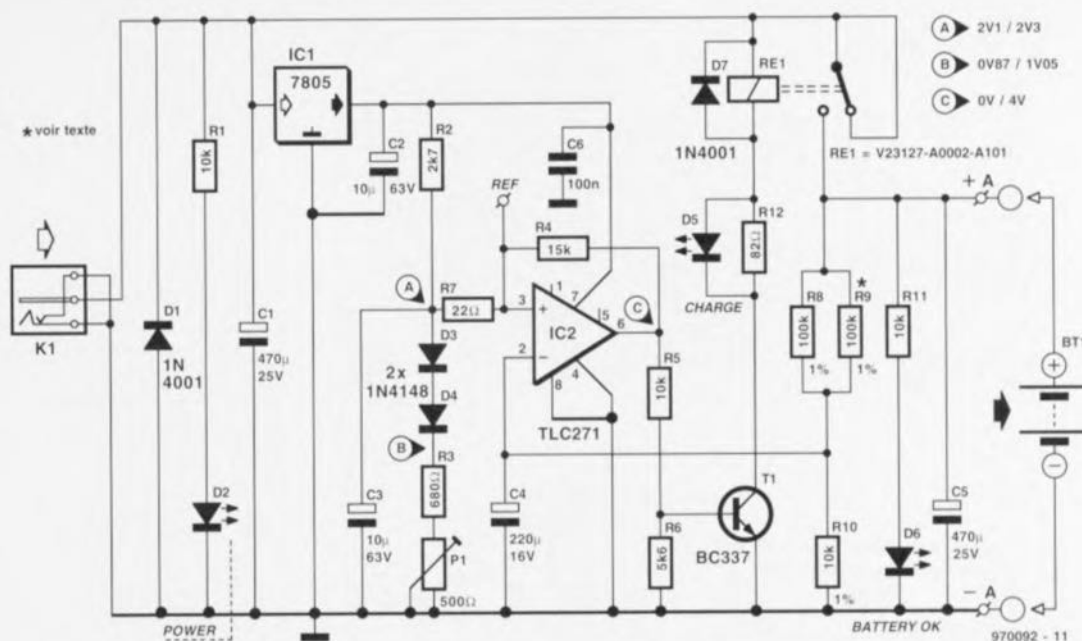 IC1
7805
* voir texte
R1
10k
C2
10µ
63V
R2
2k7
REF
C6
100n
D7
RE1
1N4001
A
2V1 / 2V3
B
0V87 / 1V05
C
0V / 4V
RE1 = V23127-A0002-A101
+ A
K1
D1
1N
4001
C1
470µ
25V
A
R7
22Ω
R4
15k
1
7
3
+
IC2
5
6
2
–
8
4
TLC271
C
D3
2x
1N4148
D4
B
R3
680Ω
D5
CHARGE
R12
82Ω
R8
100k
1%
*
R9
100k
1%
R11
10k
BT1
+
−
R5
10k
D2
C3
10µ
63V
P1
500Ω
C4
220µ
16V
R6
5k6
T1
BC337
R10
10k
1%
D6
C5
470µ
25V
POWER
BATTERY OK
– A
970092 - 11